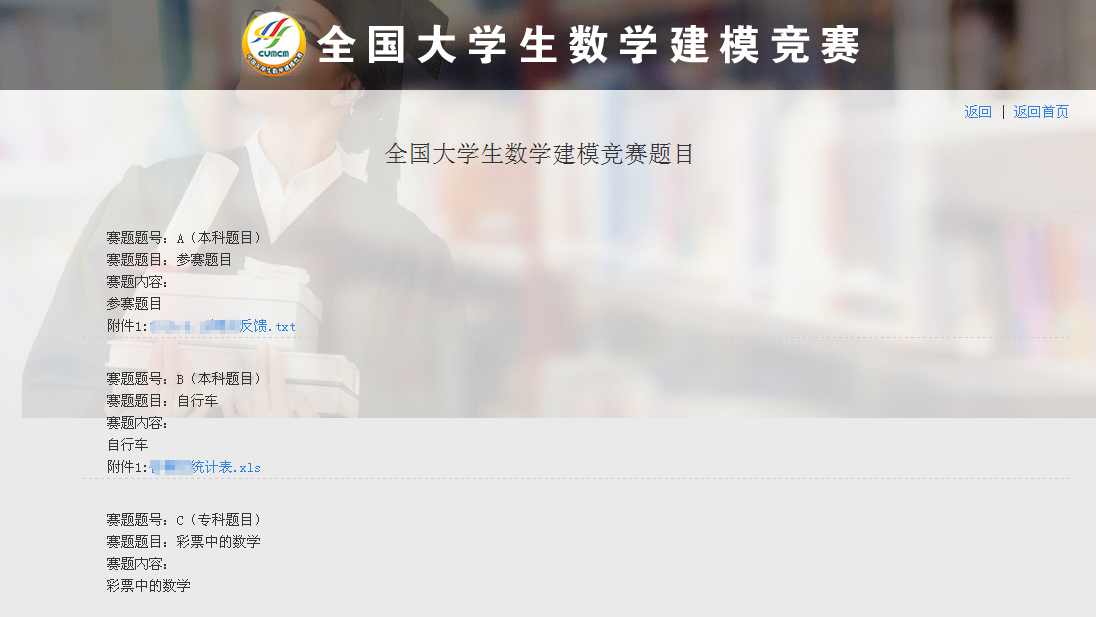 CUMCM
全国大学生数学建模竞赛
返回 | 返回首页
全国大学生数学建模竞赛题目
赛题题号：A（本科题目）
赛题题目：参赛题目
赛题内容：
参赛题目
附件1:反馈.txt
赛题题号：B（本科题目）
赛题题目：自行车
赛题内容：
自行车
附件1:统计表.xls
赛题题号：C（专科题目）
赛题题目：彩票中的数学
赛题内容：
彩票中的数学